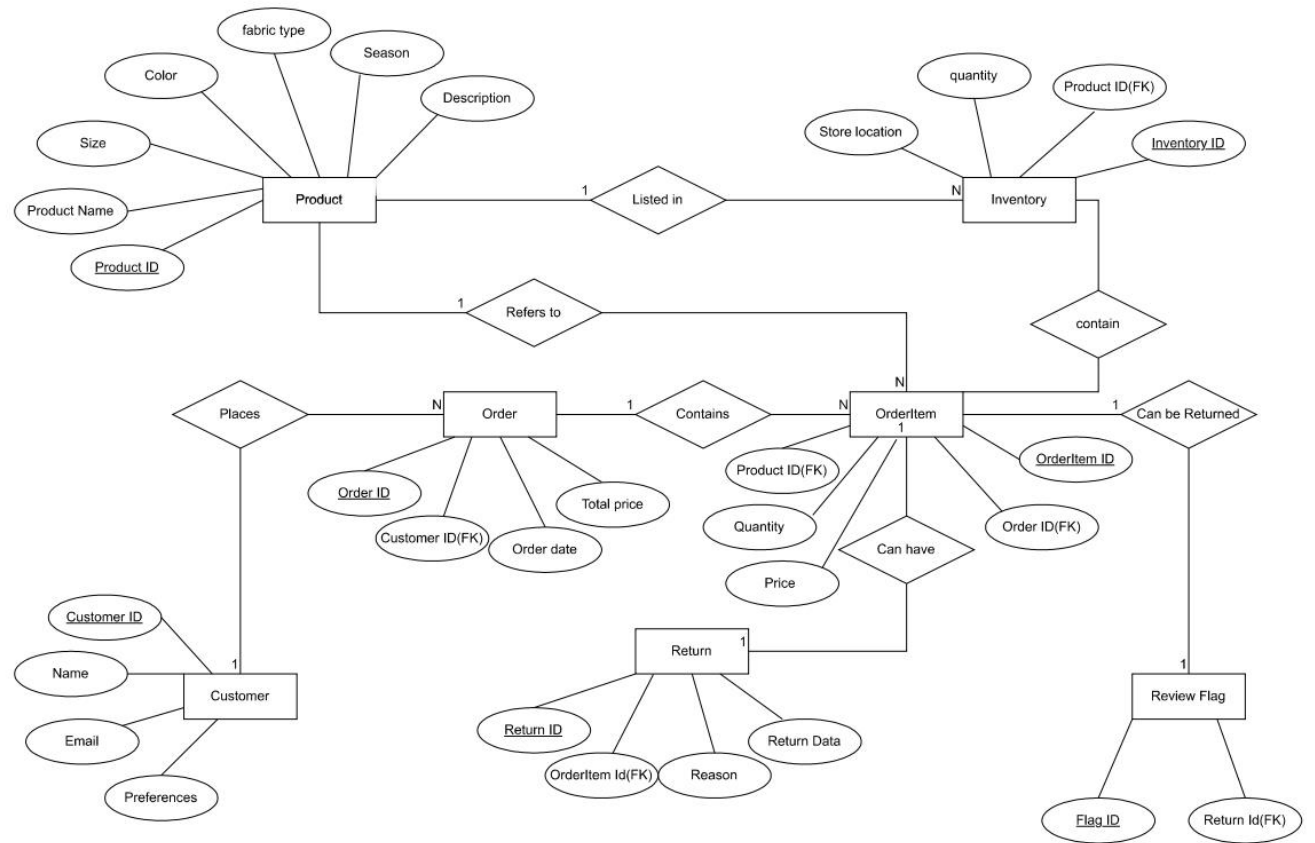 fabric type
Season
Color
Description
Size
Product Name
Product ID
Product
1
Listed in
N
Inventory
quantity
Product ID(FK)
Store location
Inventory ID
1
Refers to
N
contain
Places
N
Order
1
Contains
N
OrderItem
1
1
Can be Returned
Order ID
Customer ID(FK)
Order date
Total price
Product ID(FK)
Quantity
Price
Can have
Order ID(FK)
OrderItem ID
Customer ID
Name
Email
Preferences
1
Customer
Return
1
Return ID
OrderItem Id(FK)
Reason
Return Data
1
Review Flag
Flag ID
Return Id(FK)